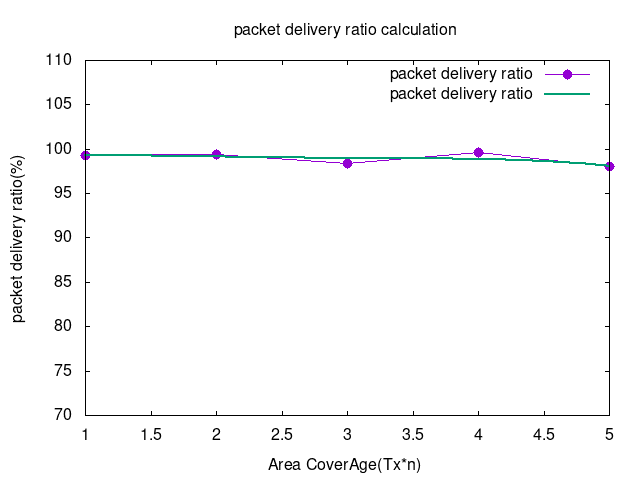 packet delivery ratio calculation
110
105
100
95
90
85
80
75
70
packet delivery ratio(%)
packet delivery ratio
packet delivery ratio
1 1.5 2 2.5 3 3.5 4 4.5 5
Area CoverAge(Tx*n)